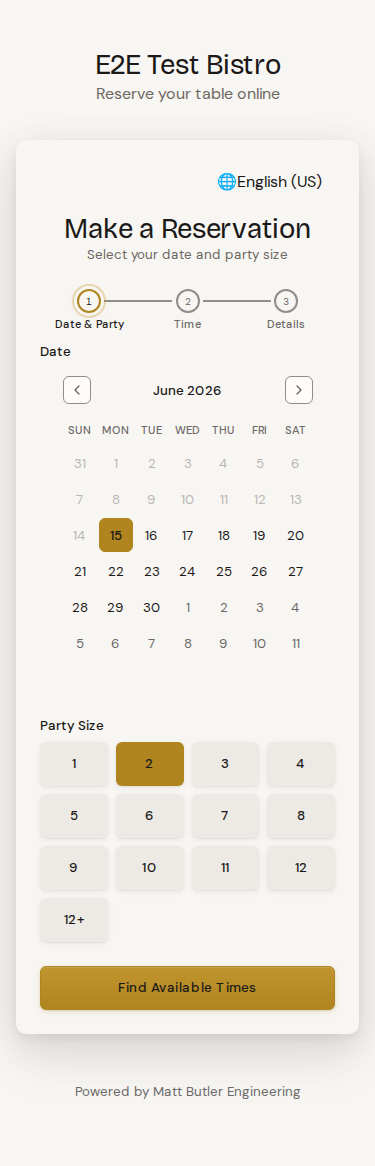 E2E Test Bistro
Reserve your table online
🌐English (US)
Make a Reservation
Select your date and party size
1 2 3
Date & Party Time Details
Date
June 2026
SUN MON TUE WED THU FRI SAT
31 1 2 3 4 5 6
7 8 9 10 11 12 13
14 15 16 17 18 19 20
21 22 23 24 25 26 27
28 29 30 1 2 3 4
5 6 7 8 9 10 11
Party Size
1 2 3 4
5 6 7 8
9 10 11 12
12+
Find Available Times
Powered by Matt Butler Engineering